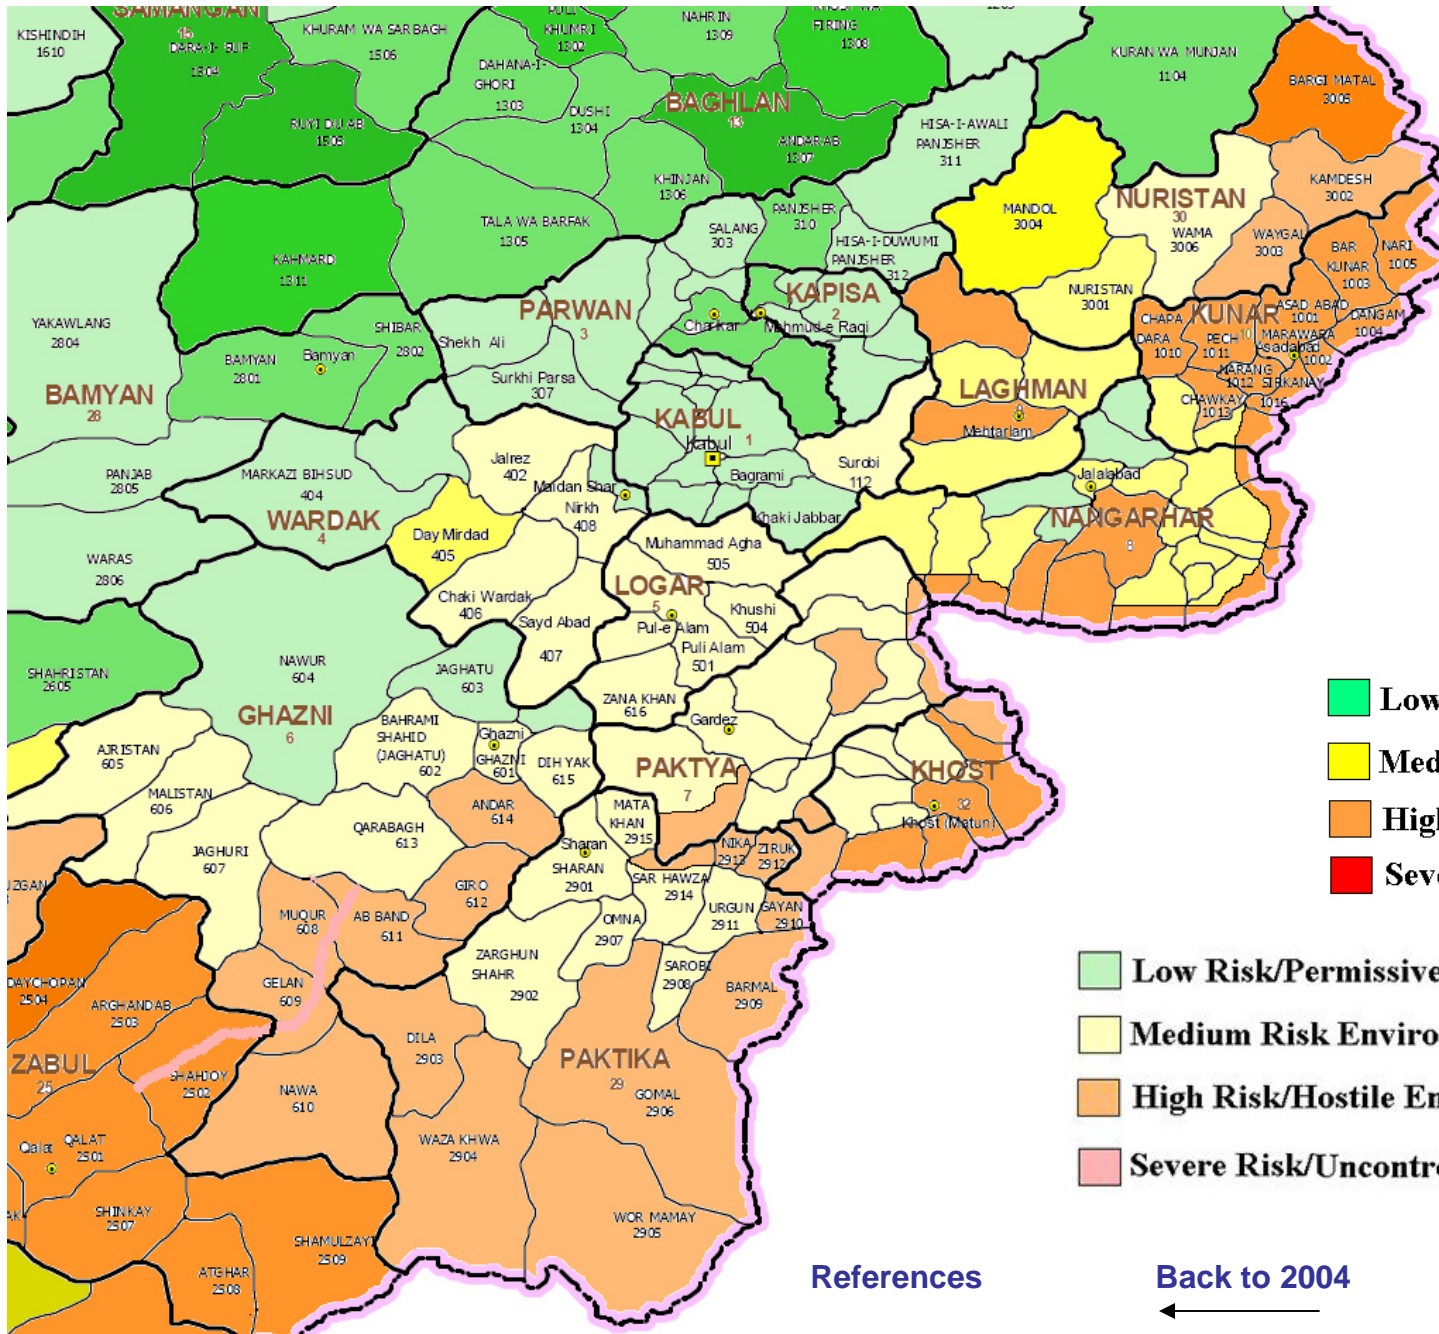 SAMANGAN
15
KISHINDIH
1610
DARA-I- SUF
1304
KHURAM WA SARBAGH
1506
KHUMRI
1302
NAHRIN
1309
FIRING
1308
DAHANA-I-
GHORI
1303
DUSHI
1304
BAGHLAN
13
ANDARAB
1307
KURAN WA MUNJAN
1104
BARGI MATAL
3005
RUYI DU AB
1505
HISA-I-AWALI
PANJSHER
311
KHINJAN
1306
TALA WA BARFAK
1305
PANJSHER
310
SALANG
303
HISA-I-DUWUMI
PANJSHER
312
MANDOL
3004
NURISTAN
30
WAMA
3006
KAMDESH
3002
WAYGAL
3003
BAR
KUNAR
1003
NARI
1005
KAHMARD
1311
YAKAWLANG
2804
PARWAN
3
KAPISA
2
Charikar
Mahmud-e Raqi
NURISTAN
3001
KUNAR
10
ASAD ABAD
1001
DANGAM
1004
CHAPA
DARA
1010
PECH
1011
MARAWARA
1002
Asadabad
NARANG
1012
SIRKANAY
1016
CHAWKAY
1013
SHIBAR
2802
Shekh Ali
Surkhi Parsa
307
BAMYAN
2801
Bamyan
BAMYAN
28
KABUL
1
Kabul
Bagrami
LAGHMAN
9
Mehtarlam
PANJAB
2805
MARKAZI BIHSUD
404
WARDAK
4
Jalrez
402
Maidan Shar
Nirkh
408
Surobi
112
Khaki Jabbar
Jalalabad
NANGARHAR
8
Day Mirdad
405
WARAS
2806
Chaki Wardak
406
Sayd Abad
407
Muhammad Agha
505
LOGAR
5
Khushi
504
Pul-e Alam
Puli Alam
501
SHAHRISTAN
2605
NAWUR
604
JAGHATU
603
GHAZNI
6
ZANA KHAN
616
Gardez
AJRISTAN
605
BAHRAMI
SHAHID
(JAGHATU)
602
Ghazni
GHAZNI
601
DIH YAK
615
PAKTYA
7
KHOST
32
Khost (Matun)
MALISTAN
606
QARABAGH
613
ANDAR
614
MATA
KHAN
2915
JAGHURI
607
Sharan
SHARAN
2901
NIKA
2913
ZIRUK
2912
SAR HAWZA
2914
GIRO
612
MUQUR
608
AB BAND
611
OMNA
2907
URGUN
2911
GAYAN
2910
ZARGHUN
SHAHR
2902
SAROBI
2908
BARMAL
2909
DAYCHOPAN
2504
ARGHANDAB
2503
GELAN
609
DILA
2903
PAKTIKA
29
GOMAL
2906
ZABUL
25
SHAHJOY
2502
NAWA
610
WAZA KHWA
2904
Qalat
QALAT
2501
SHINKAY
2507
SHAMULZAYI
2509
ATGHAR
2508
WOR MAMAY
2905
Low
Med
High
Seve
Low Risk/Permissive
Medium Risk Enviro
High Risk/Hostile En
Severe Risk/Uncontr
References
Back to 2004